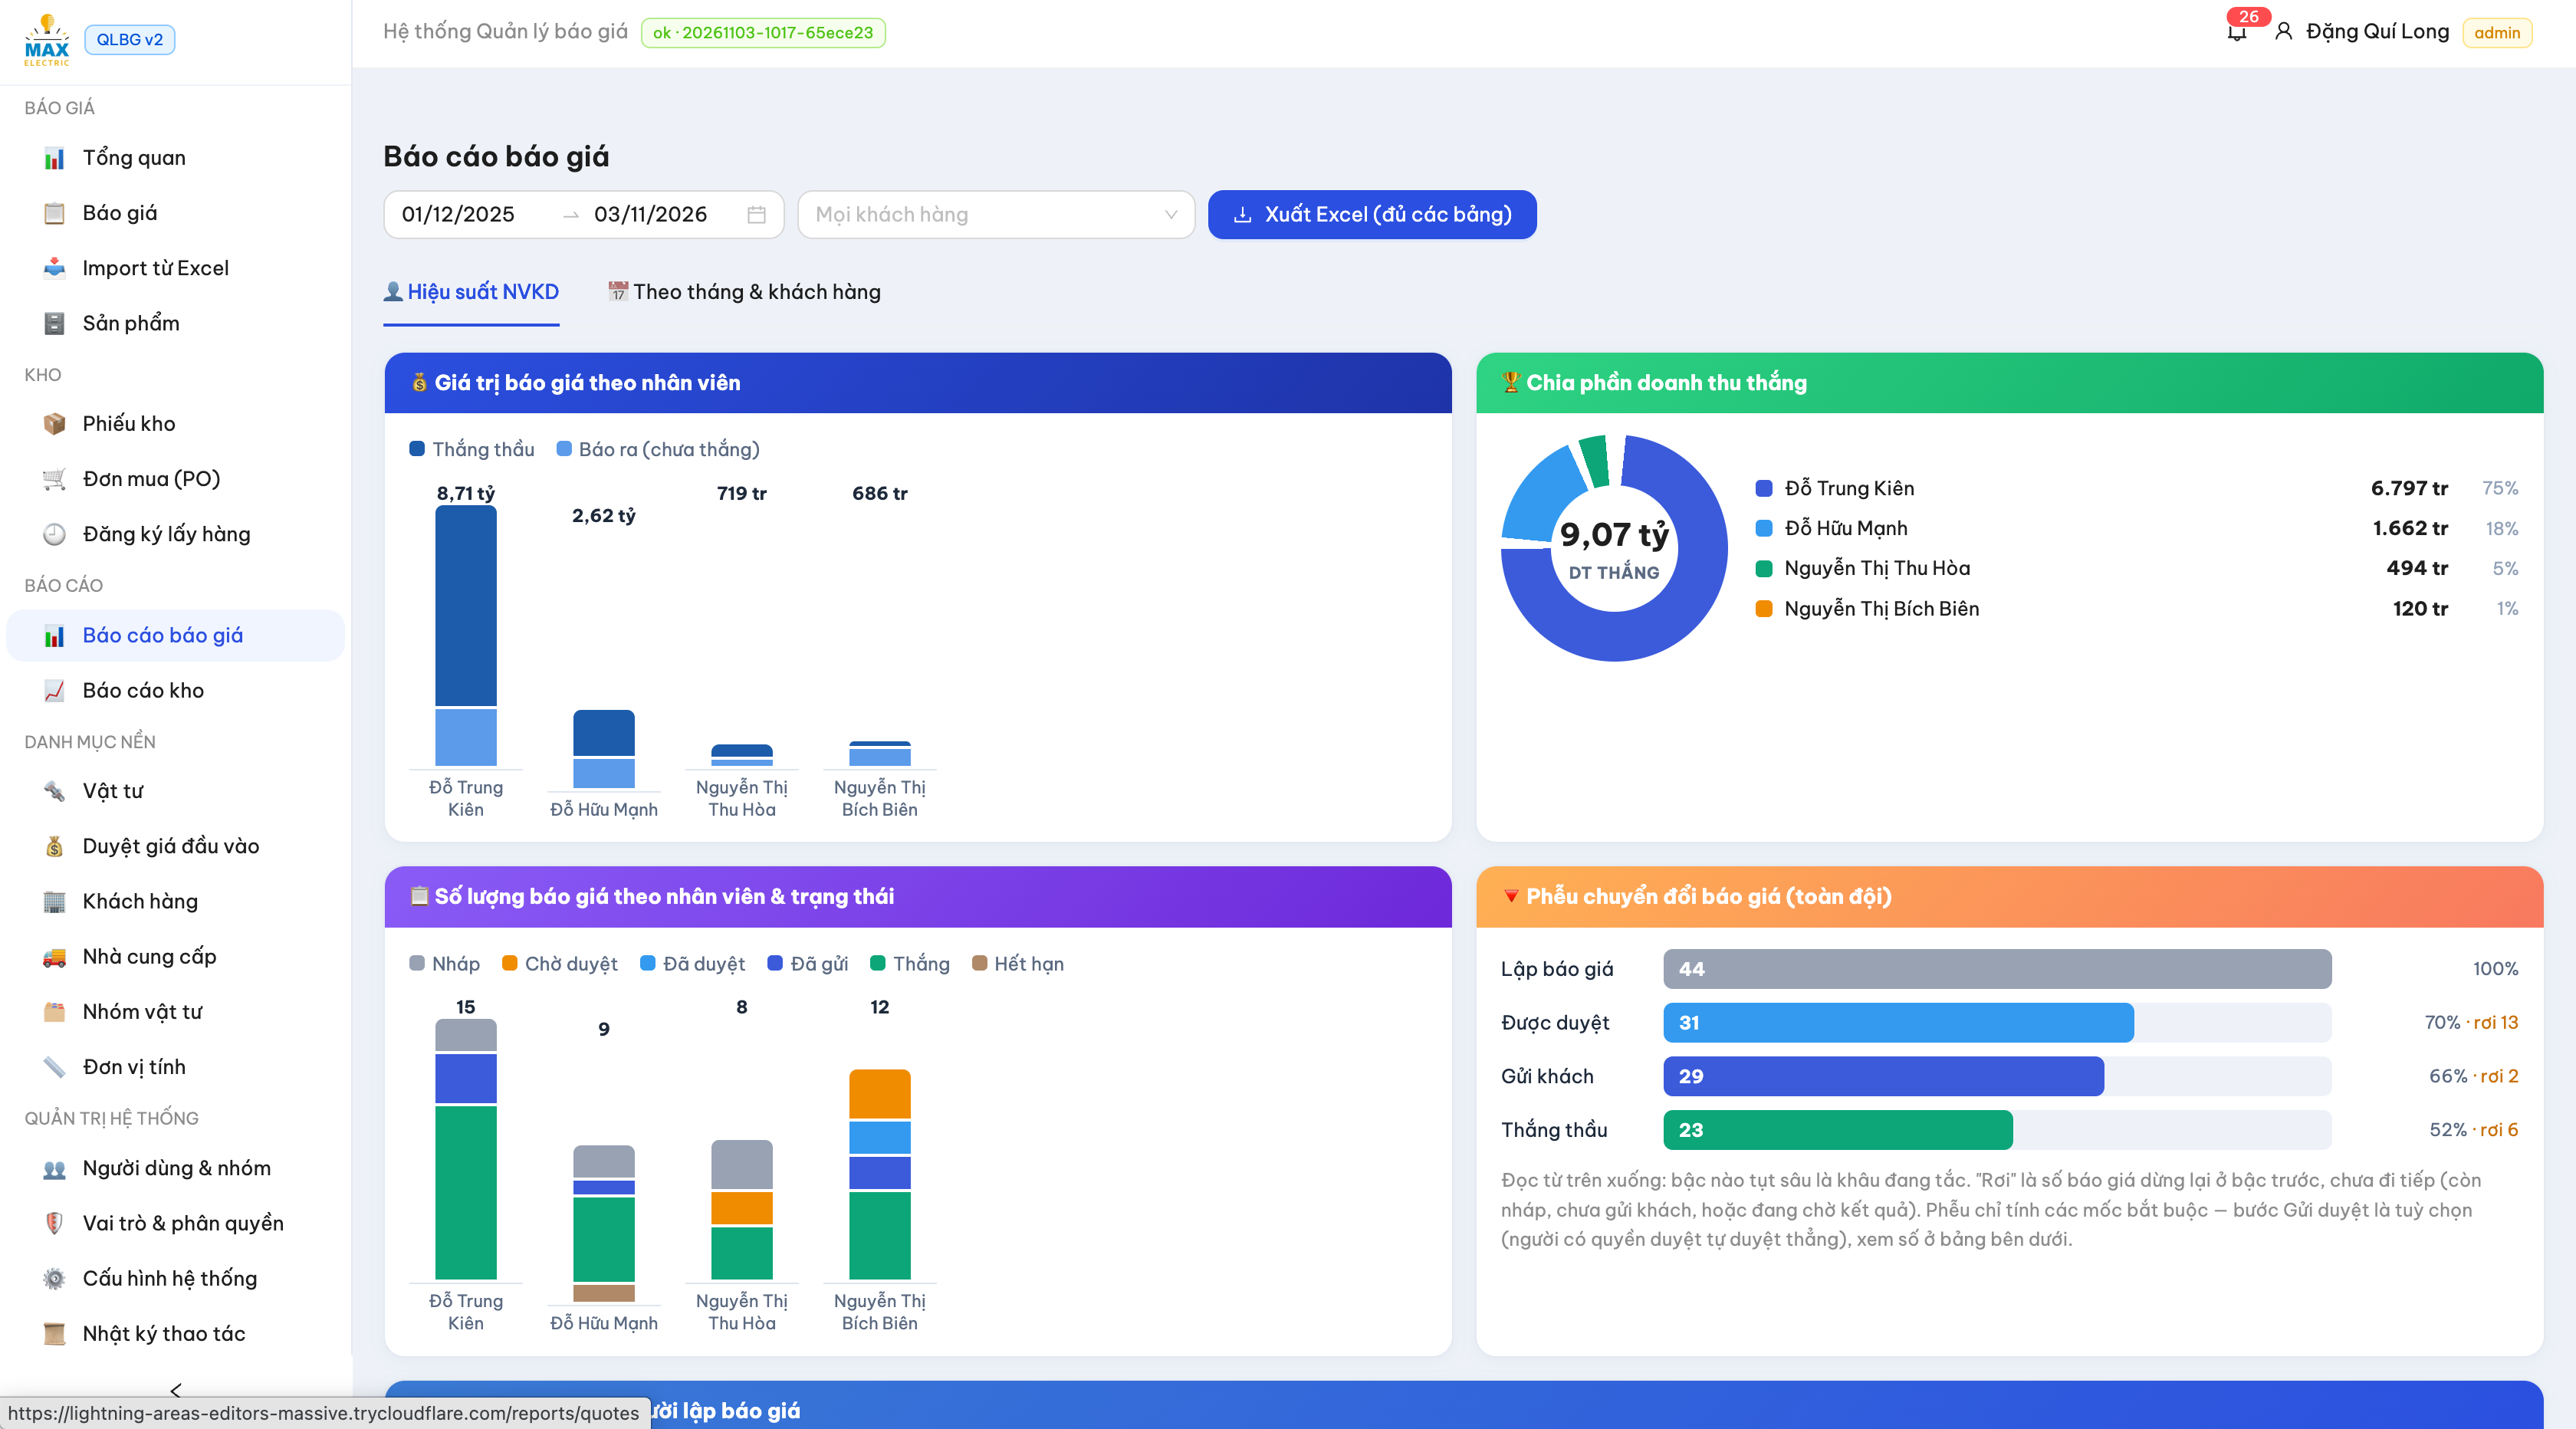 MAX
ELECTRIC
QLBG v2
Hệ thống Quản lý báo giá
ok · 20261103-1017-65ece23
26
Đặng Quí Long
admin
BÁO GIÁ
Tổng quan
Báo giá
Import từ Excel
Sản phẩm
KHO
Phiếu kho
Đơn mua (PO)
Đăng ký lấy hàng
BÁO CÁO
Báo cáo báo giá
Báo cáo kho
DANH MỤC NỀN
Vật tư
Duyệt giá đầu vào
Khách hàng
Nhà cung cấp
Nhóm vật tư
Đơn vị tính
QUẢN TRỊ HỆ THỐNG
Người dùng & nhóm
Vai trò & phân quyền
Cấu hình hệ thống
Nhật ký thao tác
https://lightning-areas-editors-massive.trycloudflare.com/reports/quotes
Báo cáo báo giá
01/12/2025
03/11/2026
Mọi khách hàng
Xuất Excel (đủ các bảng)
Hiệu suất NVKD
17
Theo tháng & khách hàng
Giá trị báo giá theo nhân viên
Thắng thầu
Báo ra (chưa thắng)
8,71 tỷ
2,62 tỷ
719 tr
686 tr
Đỗ Trung
Kiên
Đỗ Hữu Mạnh
Nguyễn Thị
Thu Hòa
Nguyễn Thị
Bích Biên
Chia phần doanh thu thắng
9,07 tỷ
DT THẮNG
Đỗ Trung Kiên 6.797 tr 75%
Đỗ Hữu Mạnh 1.662 tr 18%
Nguyễn Thị Thu Hòa 494 tr 5%
Nguyễn Thị Bích Biên 120 tr 1%
Số lượng báo giá theo nhân viên & trạng thái
Nháp
Chờ duyệt
Đã duyệt
Đã gửi
Thắng
Hết hạn
15
9
8
12
Đỗ Trung
Kiên
Đỗ Hữu Mạnh
Nguyễn Thị
Thu Hòa
Nguyễn Thị
Bích Biên
Phễu chuyển đổi báo giá (toàn đội)
Lập báo giá 44 100%
Được duyệt 31 70% · rơi 13
Gửi khách 29 66% · rơi 2
Thắng thầu 23 52% · rơi 6
Đọc từ trên xuống: bậc nào tụt sâu là khâu đang tắc. "Rơi" là số báo giá dừng lại ở bậc trước, chưa đi tiếp (còn
nháp, chưa gửi khách, hoặc đang chờ kết quả). Phễu chỉ tính các mốc bắt buộc — bước Gửi duyệt là tuỳ chọn
(người có quyền duyệt tự duyệt thẳng), xem số ở bảng bên dưới.
lập báo giá